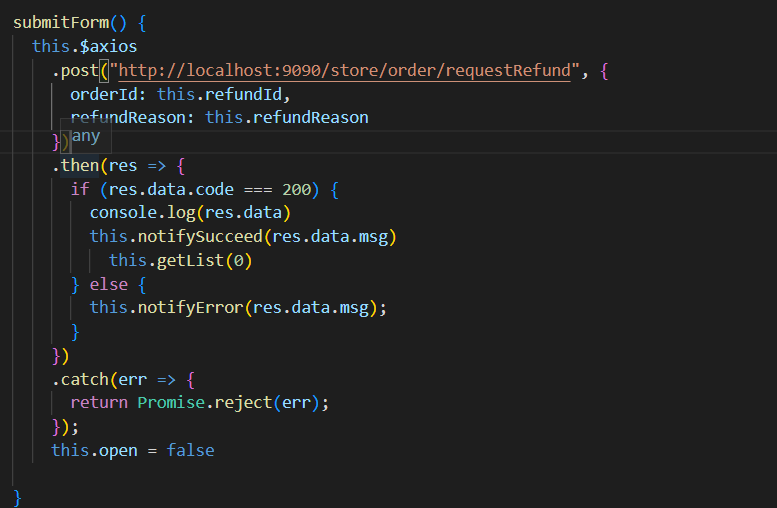 submitForm() {
this.$axios
.post("http://localhost:9090/store/order/requestRefund", {
orderId: this.refundId,
refundReason: this.refundReason
})any
.then(res => {
if (res.data.code === 200) {
console.log(res.data)
this.notifySucceed(res.data.msg)
this.getList(0)
} else {
this.notifyError(res.data.msg);
}
})
.catch(err => {
return Promise.reject(err);
});
this.open = false
}